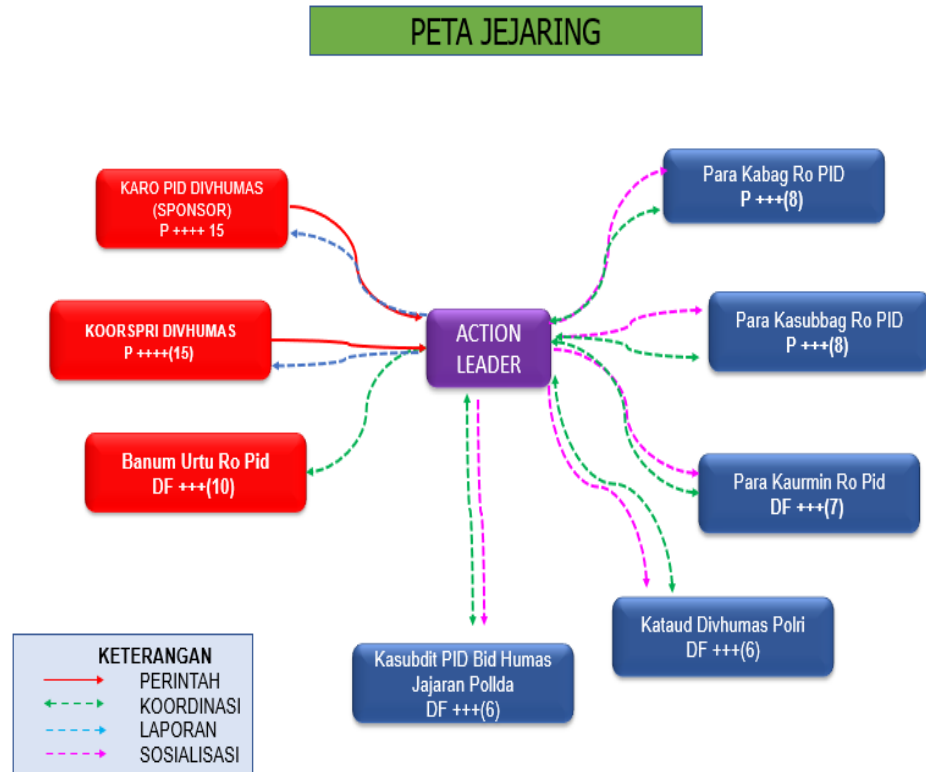 PETA JEJARING
KARO PID DIVHUMAS
(SPONSOR)
P ++++ 15
KOORSPRI DIVHUMAS
P ++++(15)
Banum Urtu Ro Pid
DF +++(10)
ACTION
LEADER
Para Kabag Ro PID
P +++(8)
Para Kasubbag Ro PID
P +++(8)
Para Kaurmin Ro Pid
DF +++(7)
Kataud Divhumas Polri
DF +++(6)
Kasubdit PID Bid Humas
Jajaran Pollda
DF +++(6)
KETERANGAN
PERINTAH
KOORDINASI
LAPORAN
SOSIALISASI